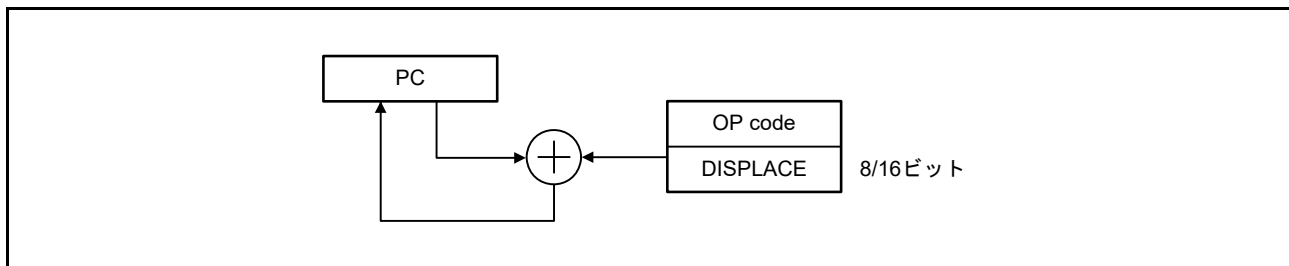 PC
OP code
DISPLACE
8/16ビット